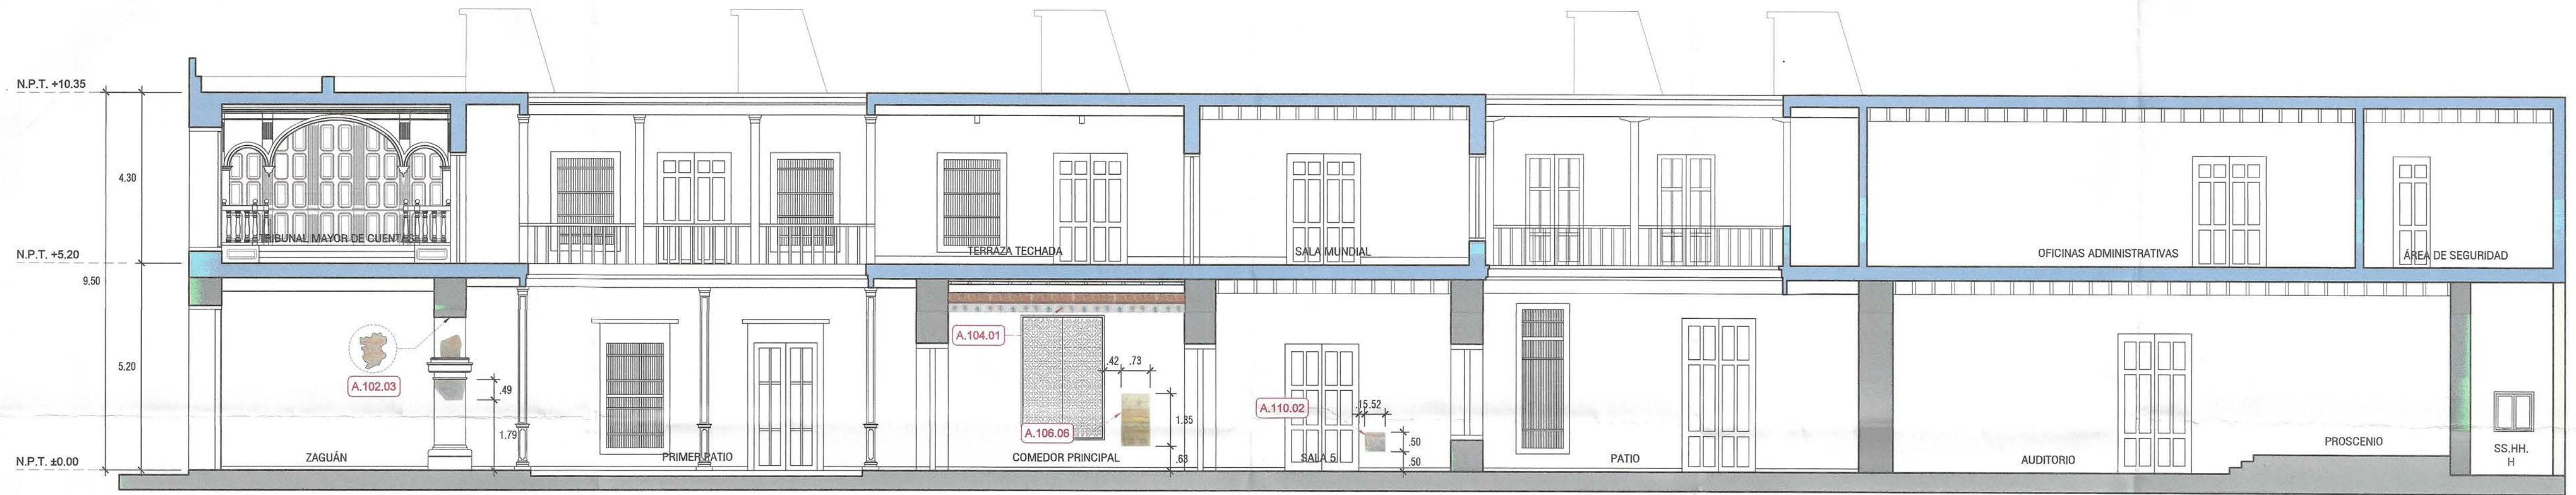 N.P.T. +10.35
4.30
TRIBUNAL MAYOR DE CUENTAS
TERRAZA TECHADA
SALA MUNDIAL
OFICINAS ADMINISTRATIVAS
ÁREA DE SEGURIDAD
N.P.T. +5.20
9.50
5.20
A.102.03
.49
1.79
A.104.01
.42 .73
1.35
.63
A.106.06
A.110.02
.15 .52
.50
.50
ZAGUÁN
PRIMER PATIO
COMEDOR PRINCIPAL
SALA 5
PATIO
AUDITORIO
PROSCENIO
SS.HH.
H
N.P.T. ±0.00